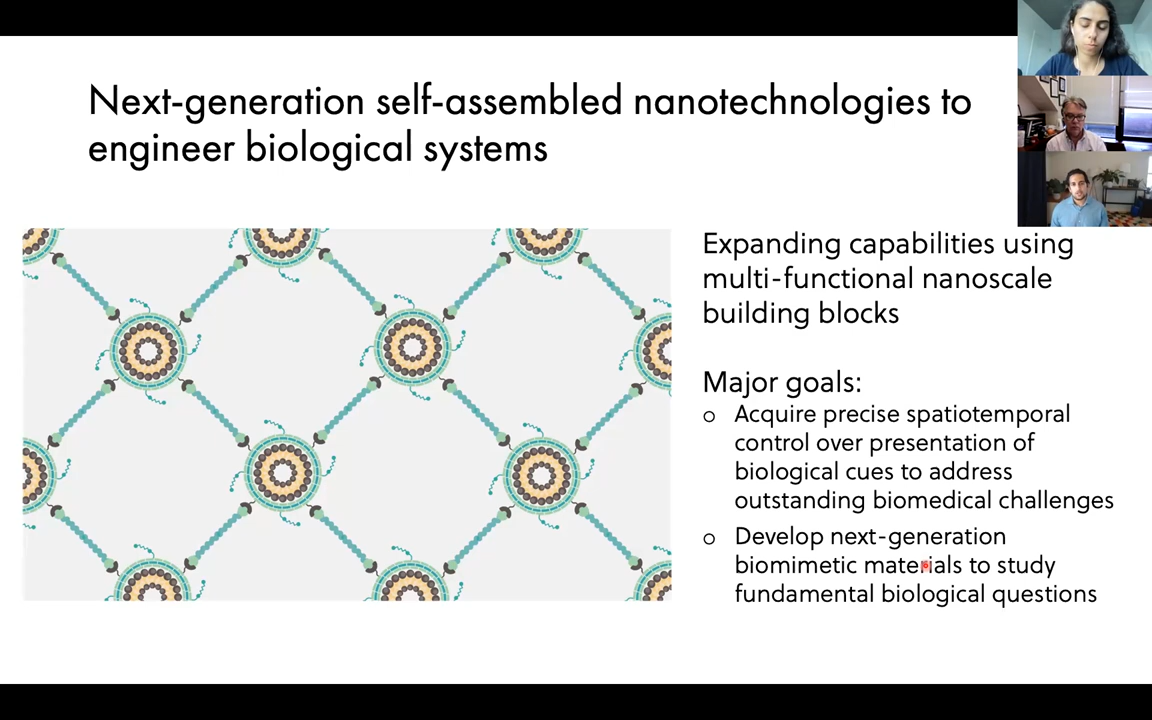 Next-generation self-assembled nanotechnologies to
engineer biological systems
Expanding capabilities using
multi-functional nanoscale
building blocks
Major goals:
o Acquire precise spatiotemporal
control over presentation of
biological cues to address
outstanding biomedical challenges
o Develop next-generation
biomimetic materials to study
fundamental biological questions